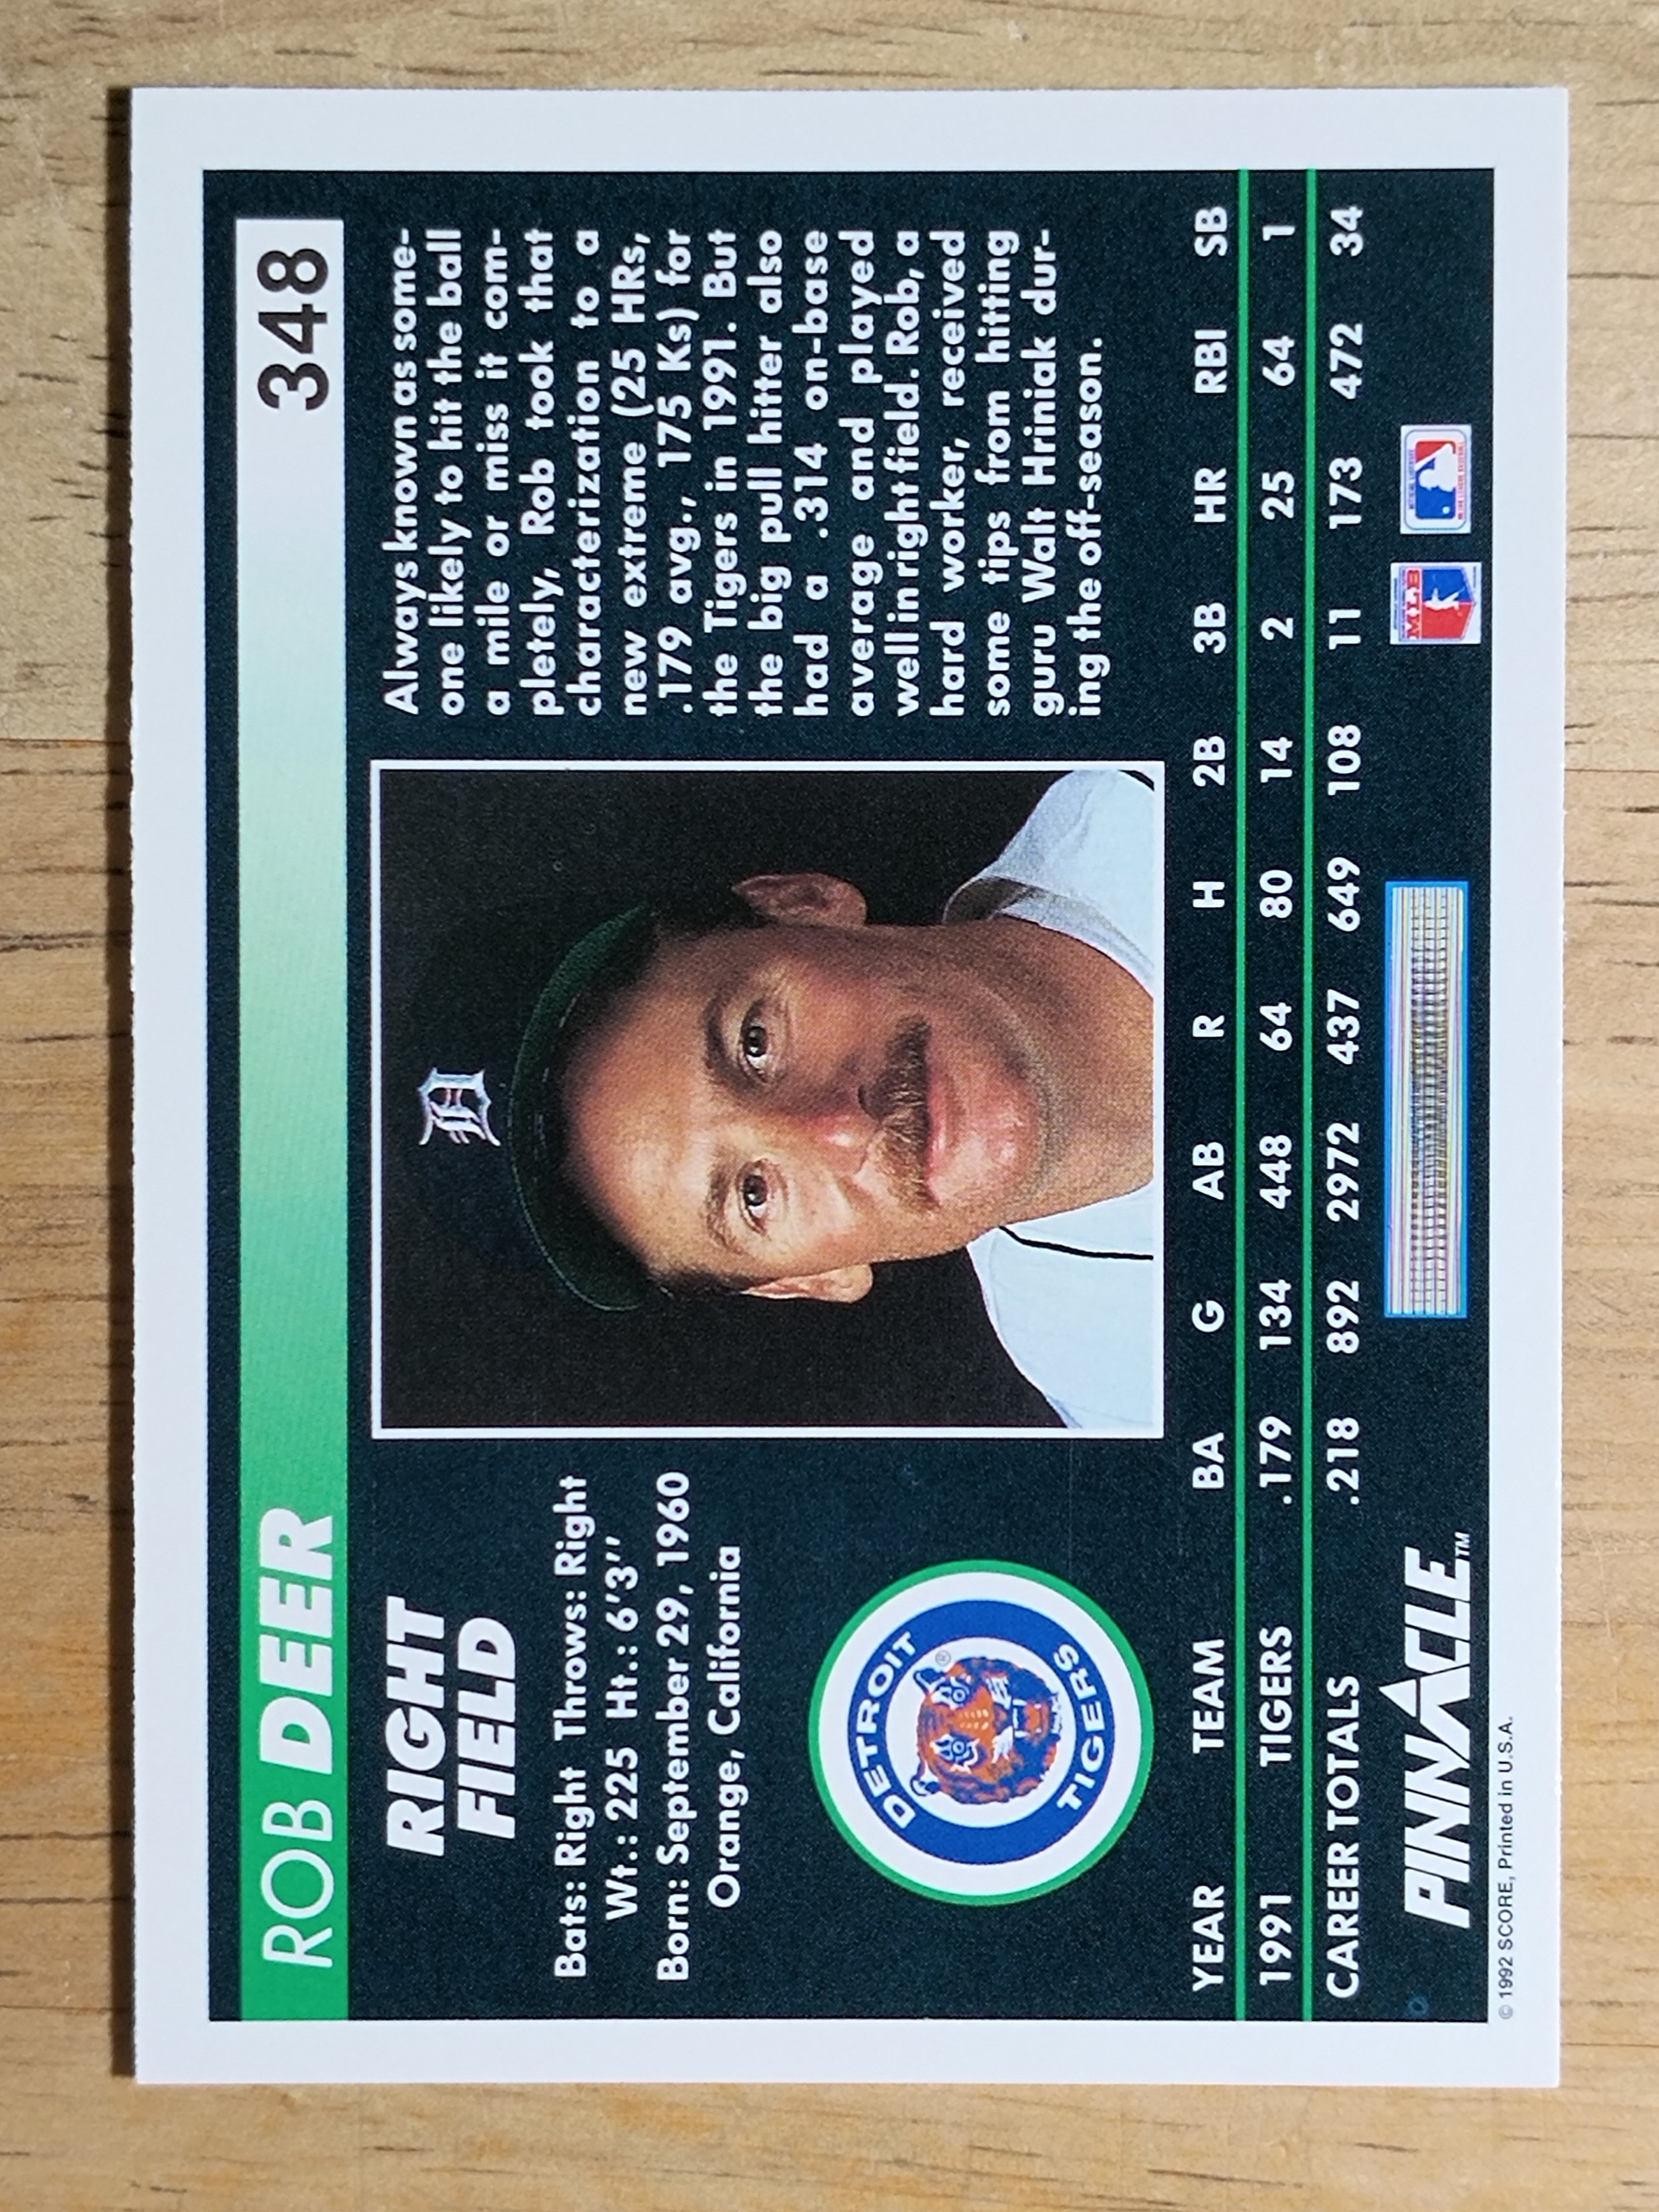 ROB DEER
348
RIGHT
FIELD
Bats: Right Throws: Right
Wt.: 225 Ht.: 6'3''
Born: September 29, 1960
Orange, California
DETROIT
TIGERS
®
D
Always known as some-
one likely to hit the ball
a mile or miss it com-
pletely, Rob took that
characterization to a
new extreme (25 HRs,
.179 avg., 175 Ks) for
the Tigers in 1991. But
the big pull hitter also
had a .314 on-base
average and played
well in right field. Rob, a
hard worker, received
some tips from hitting
guru Walt Hriniak dur-
ing the off-season.
YEAR TEAM BA G AB R H 2B 3B HR RBI SB
1991 TIGERS .179 134 448 64 80 14 2 25 64 1
CAREER TOTALS .218 892 2972 437 649 108 11 173 472 34
PINNACLE™
MLB
© 1992 SCORE, Printed in U.S.A.